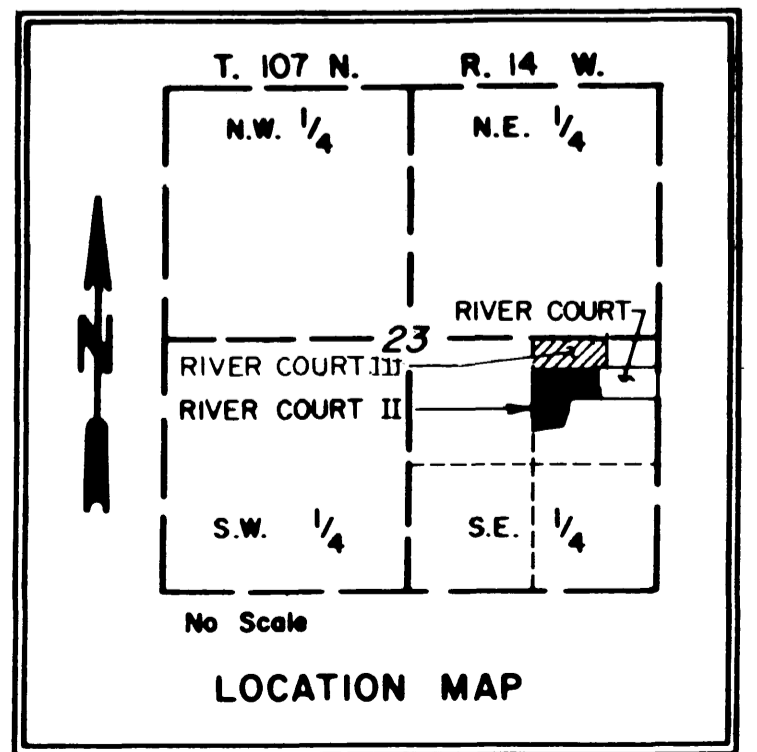 T. 107 N. R. 14 W.
N.W. 1/4 N.E. 1/4
RIVER COURT
23
RIVER COURT III
RIVER COURT II
N
S.W. 1/4 S.E. 1/4
No Scale
LOCATION MAP